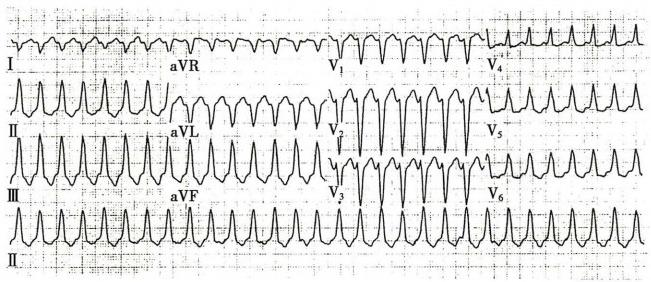 I aVR V1 V4
II aVL V2 V5
III aVF V3 V6
II